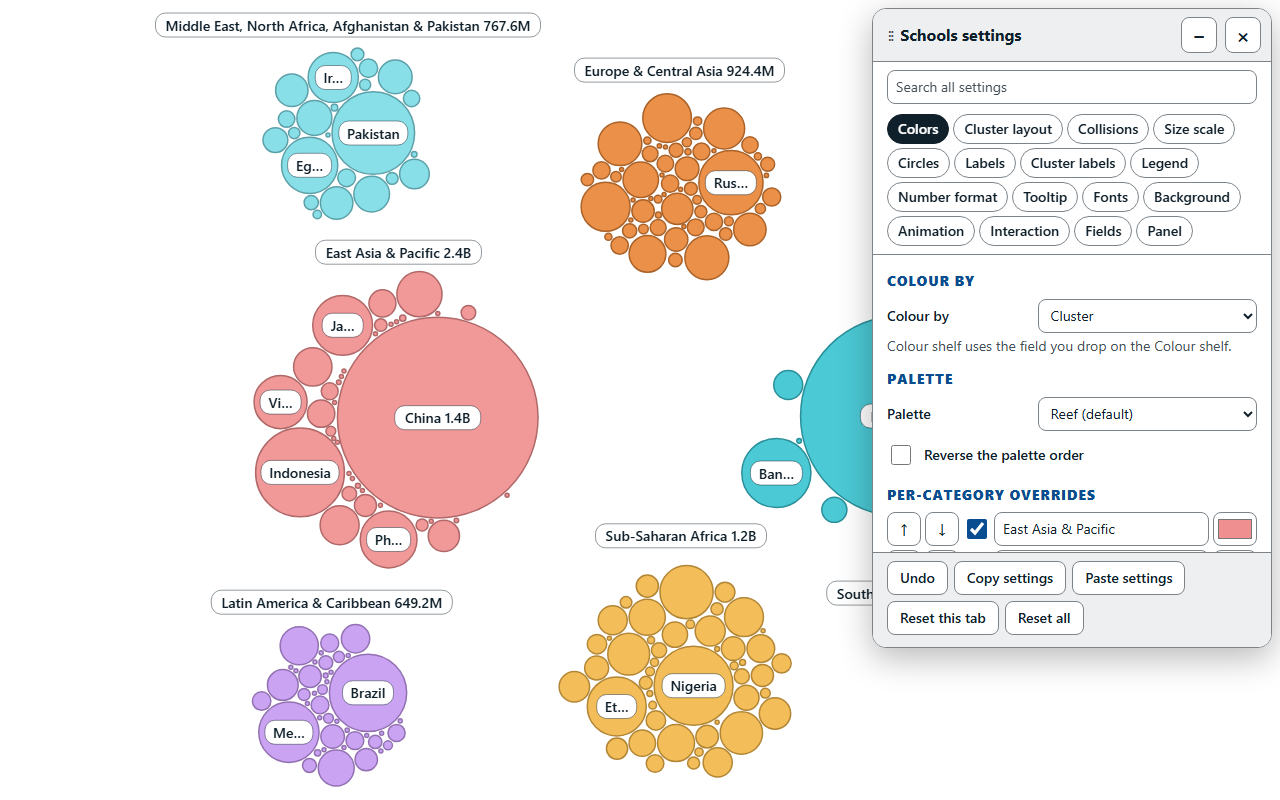 Middle East, North Africa, Afghanistan & Pakistan 767.6M
Ir...
Pakistan
Eg...
Europe & Central Asia 924.4M
Rus...
East Asia & Pacific 2.4B
Ja...
China 1.4B
Vi...
Indonesia
Ph...
Ban...
Sub-Saharan Africa 1.2B
Nigeria
Et...
South
Latin America & Caribbean 649.2M
Brazil
Me...
Schools settings
Search all settings
Colors Cluster layout Collisions Size scale
Circles Labels Cluster labels Legend
Number format Tooltip Fonts Background
Animation Interaction Fields Panel
COLOUR BY
Colour by Cluster
Colour shelf uses the field you drop on the Colour shelf.
PALETTE
Palette Reef (default)
Reverse the palette order
PER-CATEGORY OVERRIDES
↑ ↓ East Asia & Pacific
Undo Copy settings Paste settings
Reset this tab Reset all